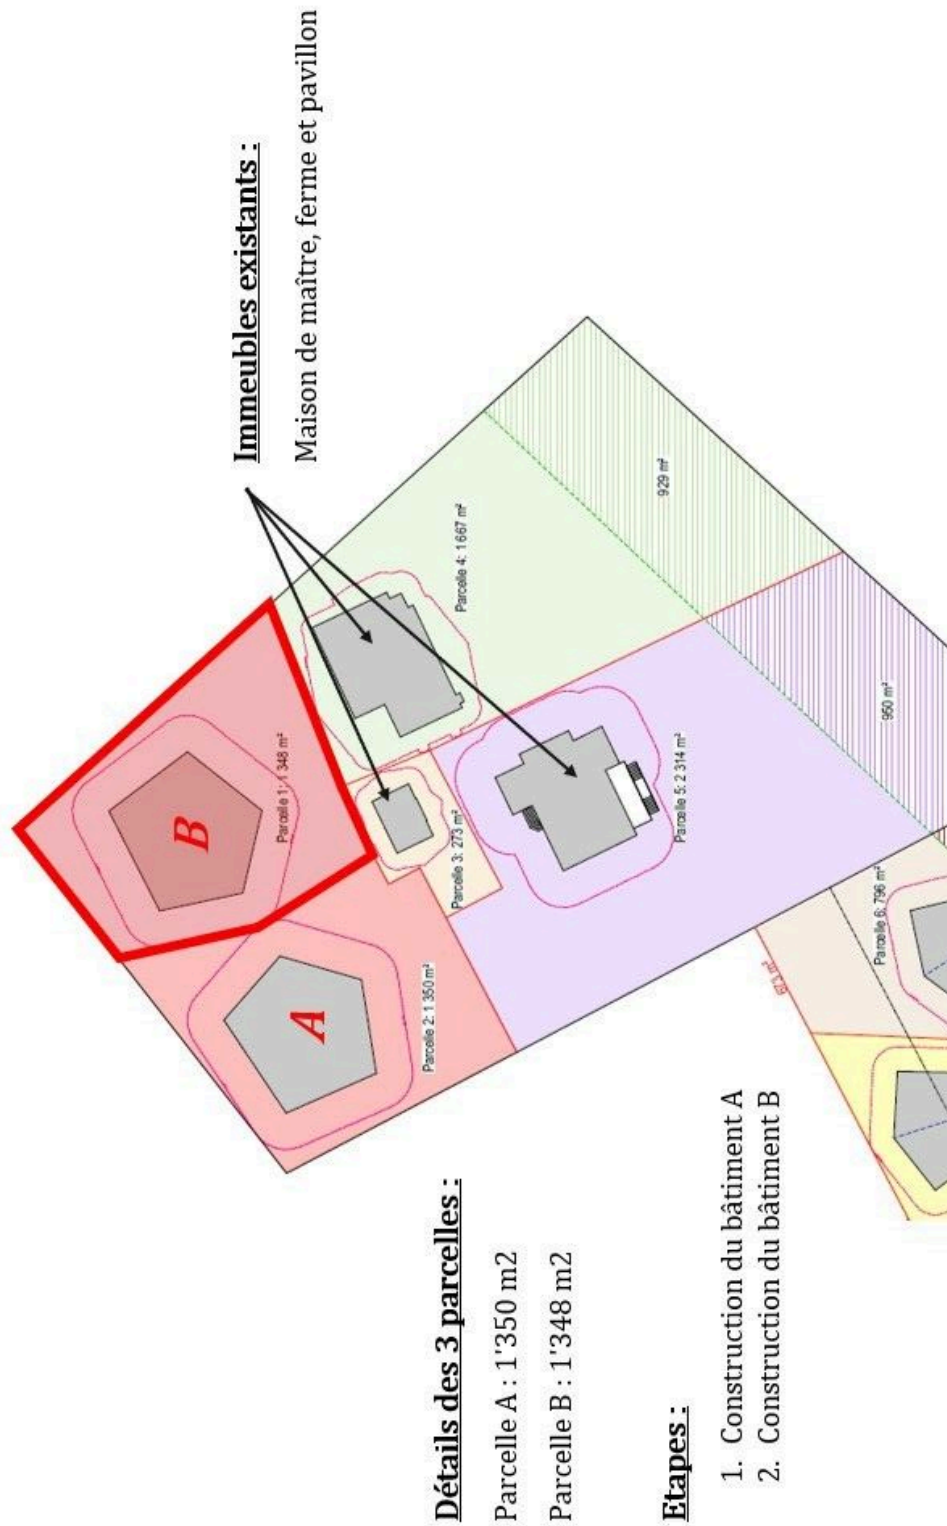 Immeubles existants :
Maison de maître, ferme et pavillon
Détails des 3 parcelles :
Parcelle A : 1'350 m2
Parcelle B : 1'348 m2
Etapes :
1. Construction du bâtiment A
2. Construction du bâtiment B
B
Parcelle 1: 1 348 m²
A
Parcelle 2: 1 350 m²
Parcelle 3: 273 m²
Parcelle 4: 1 667 m²
929 m²
Parcelle 5: 2 314 m²
950 m²
Parcelle 6: 796 m²